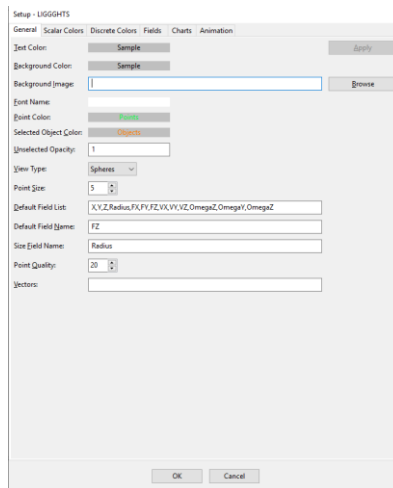 Setup - LIGGGHTS
General Scalar Colors Discrete Colors Fields Charts Animation
Text Color: Sample Apply
Background Color: Sample
Background Image: Browse
Font Name:
Point Color: Points
Selected Object Color: Objects
Unselected Opacity: 1
View Type: Spheres
Point Size: 5
Default Field List: X,Y,Z,Radius,FX,FY,FZ,VX,VY,VZ,OmegaZ,OmegaY,OmegaZ
Default Field Name: FZ
Size Field Name: Radius
Point Quality: 20
Vectors:
OK Cancel